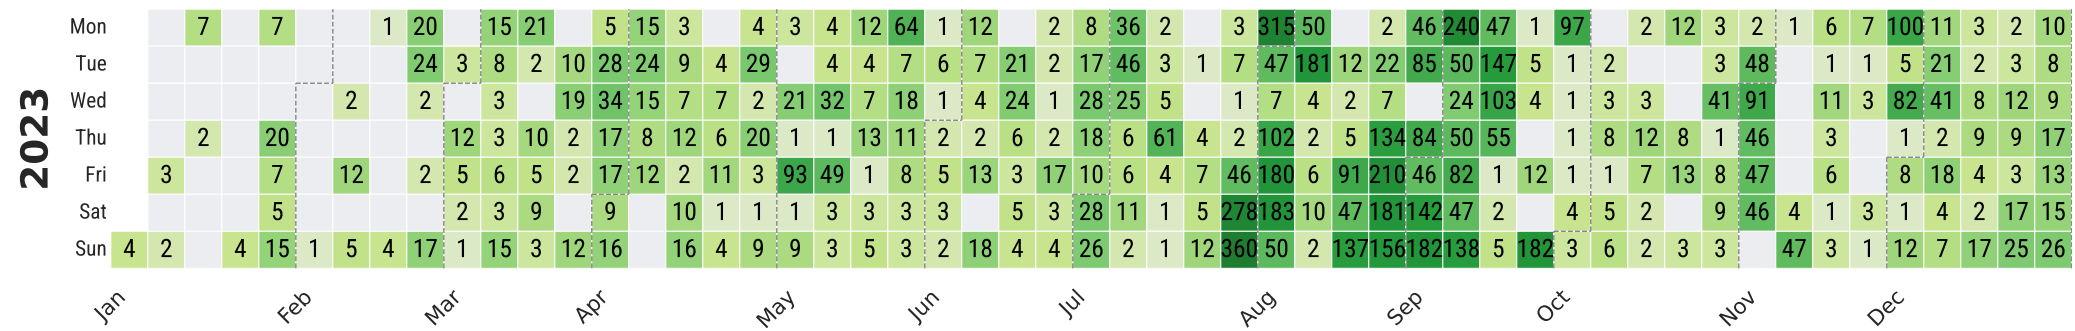 Mon 7 7 1 20 15 21 5 15 3 4 3 4 12 64 1 12 2 8 36 2 3 315 50 2 46 240 47 1 97 2 12 3 2 1 6 7 100 11 3 2 10
Tue 24 3 8 2 10 28 24 9 4 29 4 4 7 6 7 21 2 17 46 3 1 7 47 181 12 22 85 50 147 5 1 2 3 48 1 1 5 21 2 3 8
2023
Wed 2 2 3 19 34 15 7 7 2 21 32 7 18 1 4 24 1 28 25 5 1 7 4 2 7 24 103 4 1 3 3 41 91 11 3 82 41 8 12 9
Thu 2 20 12 3 10 2 17 8 12 6 20 1 1 13 11 2 2 6 2 18 6 61 4 2 102 2 5 134 84 50 55 1 8 12 8 1 46 3 1 2 9 9 17
Fri 3 7 12 2 5 6 5 2 17 12 2 11 3 93 49 1 8 5 13 3 17 10 6 4 7 46 180 6 91 210 46 82 1 12 1 1 7 13 8 47 6 8 18 4 3 13
Sat 5 2 3 9 9 10 1 1 1 3 3 3 3 5 3 28 11 1 5 278 183 10 47 181 142 47 2 4 5 2 9 46 4 1 3 1 4 2 17 15
Sun 4 2 4 15 1 5 4 17 1 15 3 12 16 16 4 9 9 3 5 3 2 18 4 4 26 2 1 12 360 50 2 137 156 182 138 5 182 3 6 2 3 3 47 3 1 12 7 17 25 26
Jan Feb Mar Apr May Jun Jul Aug Sep Oct Nov Dec